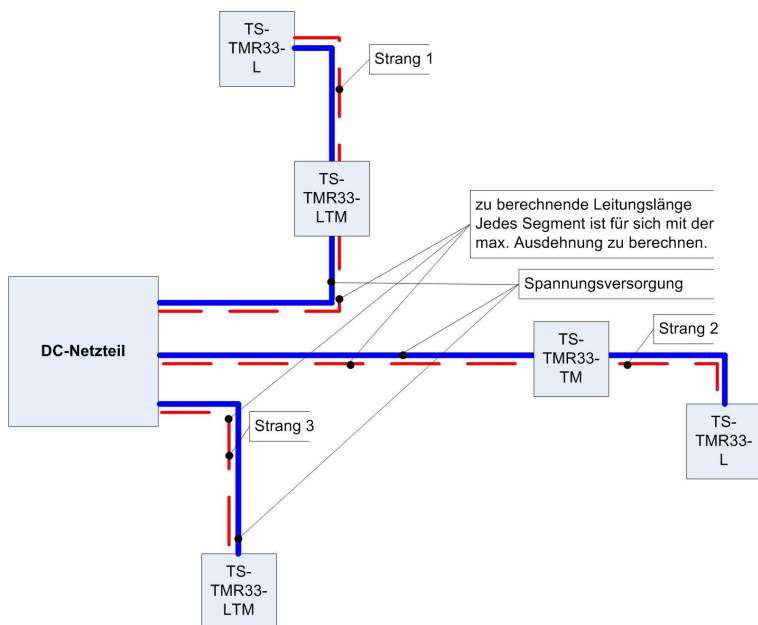 TS-
TMR33-
L
Strang 1
TS-
TMR33-
LTM
zu berechnende Leitungslänge
Jedes Segment ist für sich mit der
max. Ausdehnung zu berechnen.
Spannungsversorgung
DC-Netzteil
TS-
TMR33-
TM
Strang 2
TS-
TMR33-
L
Strang 3
TS-
TMR33-
LTM